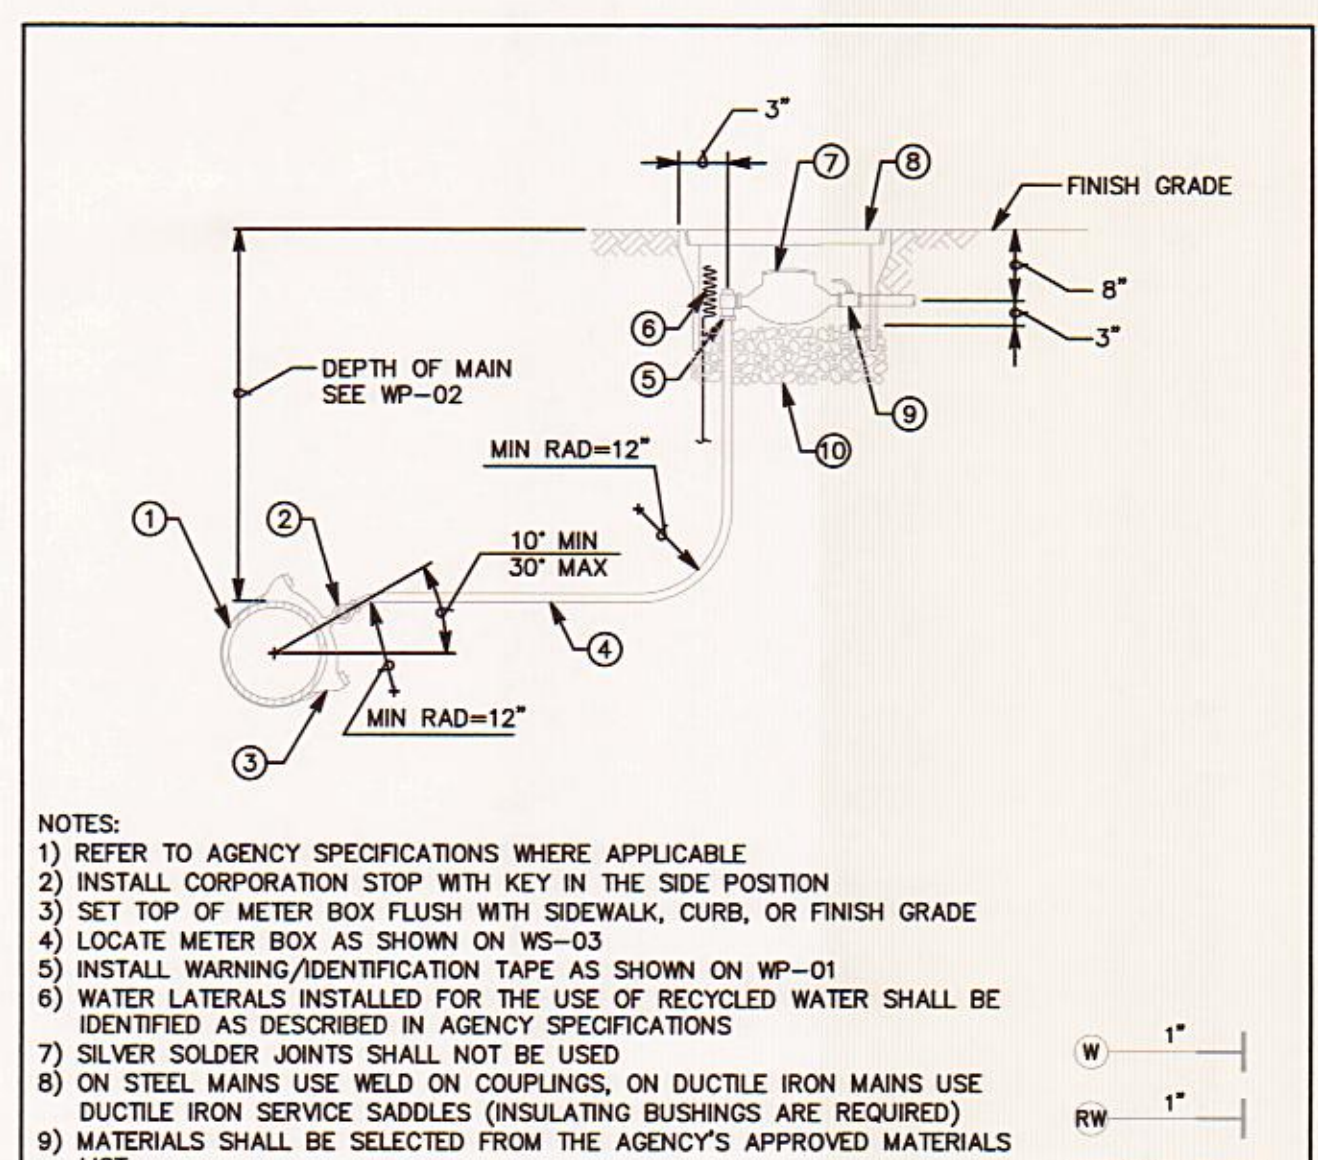 3"
7
8
FINISH GRADE
8"
6
3"
DEPTH OF MAIN
SEE WP-02
5
9
MIN RAD=12"
10
1
2
10° MIN
30° MAX
4
MIN RAD=12"
3
NOTES:
1) REFER TO AGENCY SPECIFICATIONS WHERE APPLICABLE
2) INSTALL CORPORATION STOP WITH KEY IN THE SIDE POSITION
3) SET TOP OF METER BOX FLUSH WITH SIDEWALK, CURB, OR FINISH GRADE
4) LOCATE METER BOX AS SHOWN ON WS-03
5) INSTALL WARNING/IDENTIFICATION TAPE AS SHOWN ON WP-01
6) WATER LATERALS INSTALLED FOR THE USE OF RECYCLED WATER SHALL BE
IDENTIFIED AS DESCRIBED IN AGENCY SPECIFICATIONS
7) SILVER SOLDER JOINTS SHALL NOT BE USED
W 1"
8) ON STEEL MAINS USE WELD ON COUPLINGS, ON DUCTILE IRON MAINS USE
DUCTILE IRON SERVICE SADDLES (INSULATING BUSHINGS ARE REQUIRED)
RW 1"
9) MATERIALS SHALL BE SELECTED FROM THE AGENCY'S APPROVED MATERIALS